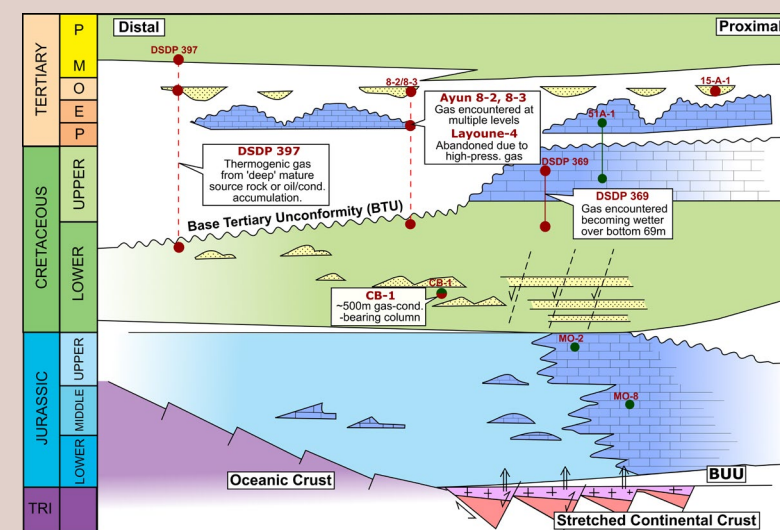 Distal
Proximal
DSDP 397
8-2/8-3
15-A-1
51A-1
Ayun 8-2, 8-3
Gas encountered at
multiple levels
Layoune-4
Abandoned due to
high-press. gas
DSDP 397
Thermogenic gas
from 'deep' mature
source rock or oil/cond.
accumulation.
DSDP 369
DSDP 369
Gas encountered
becoming wetter
over bottom 69m
Base Tertiary Unconformity (BTU)
CB-1
CB-1
~500m gas-cond.
-bearing column
MO-2
MO-8
Oceanic Crust
BUU
Stretched Continental Crust
TERTIARY
P
M
O
E
P
CRETACEOUS
UPPER
LOWER
JURASSIC
UPPER
MIDDLE
LOWER
TRI